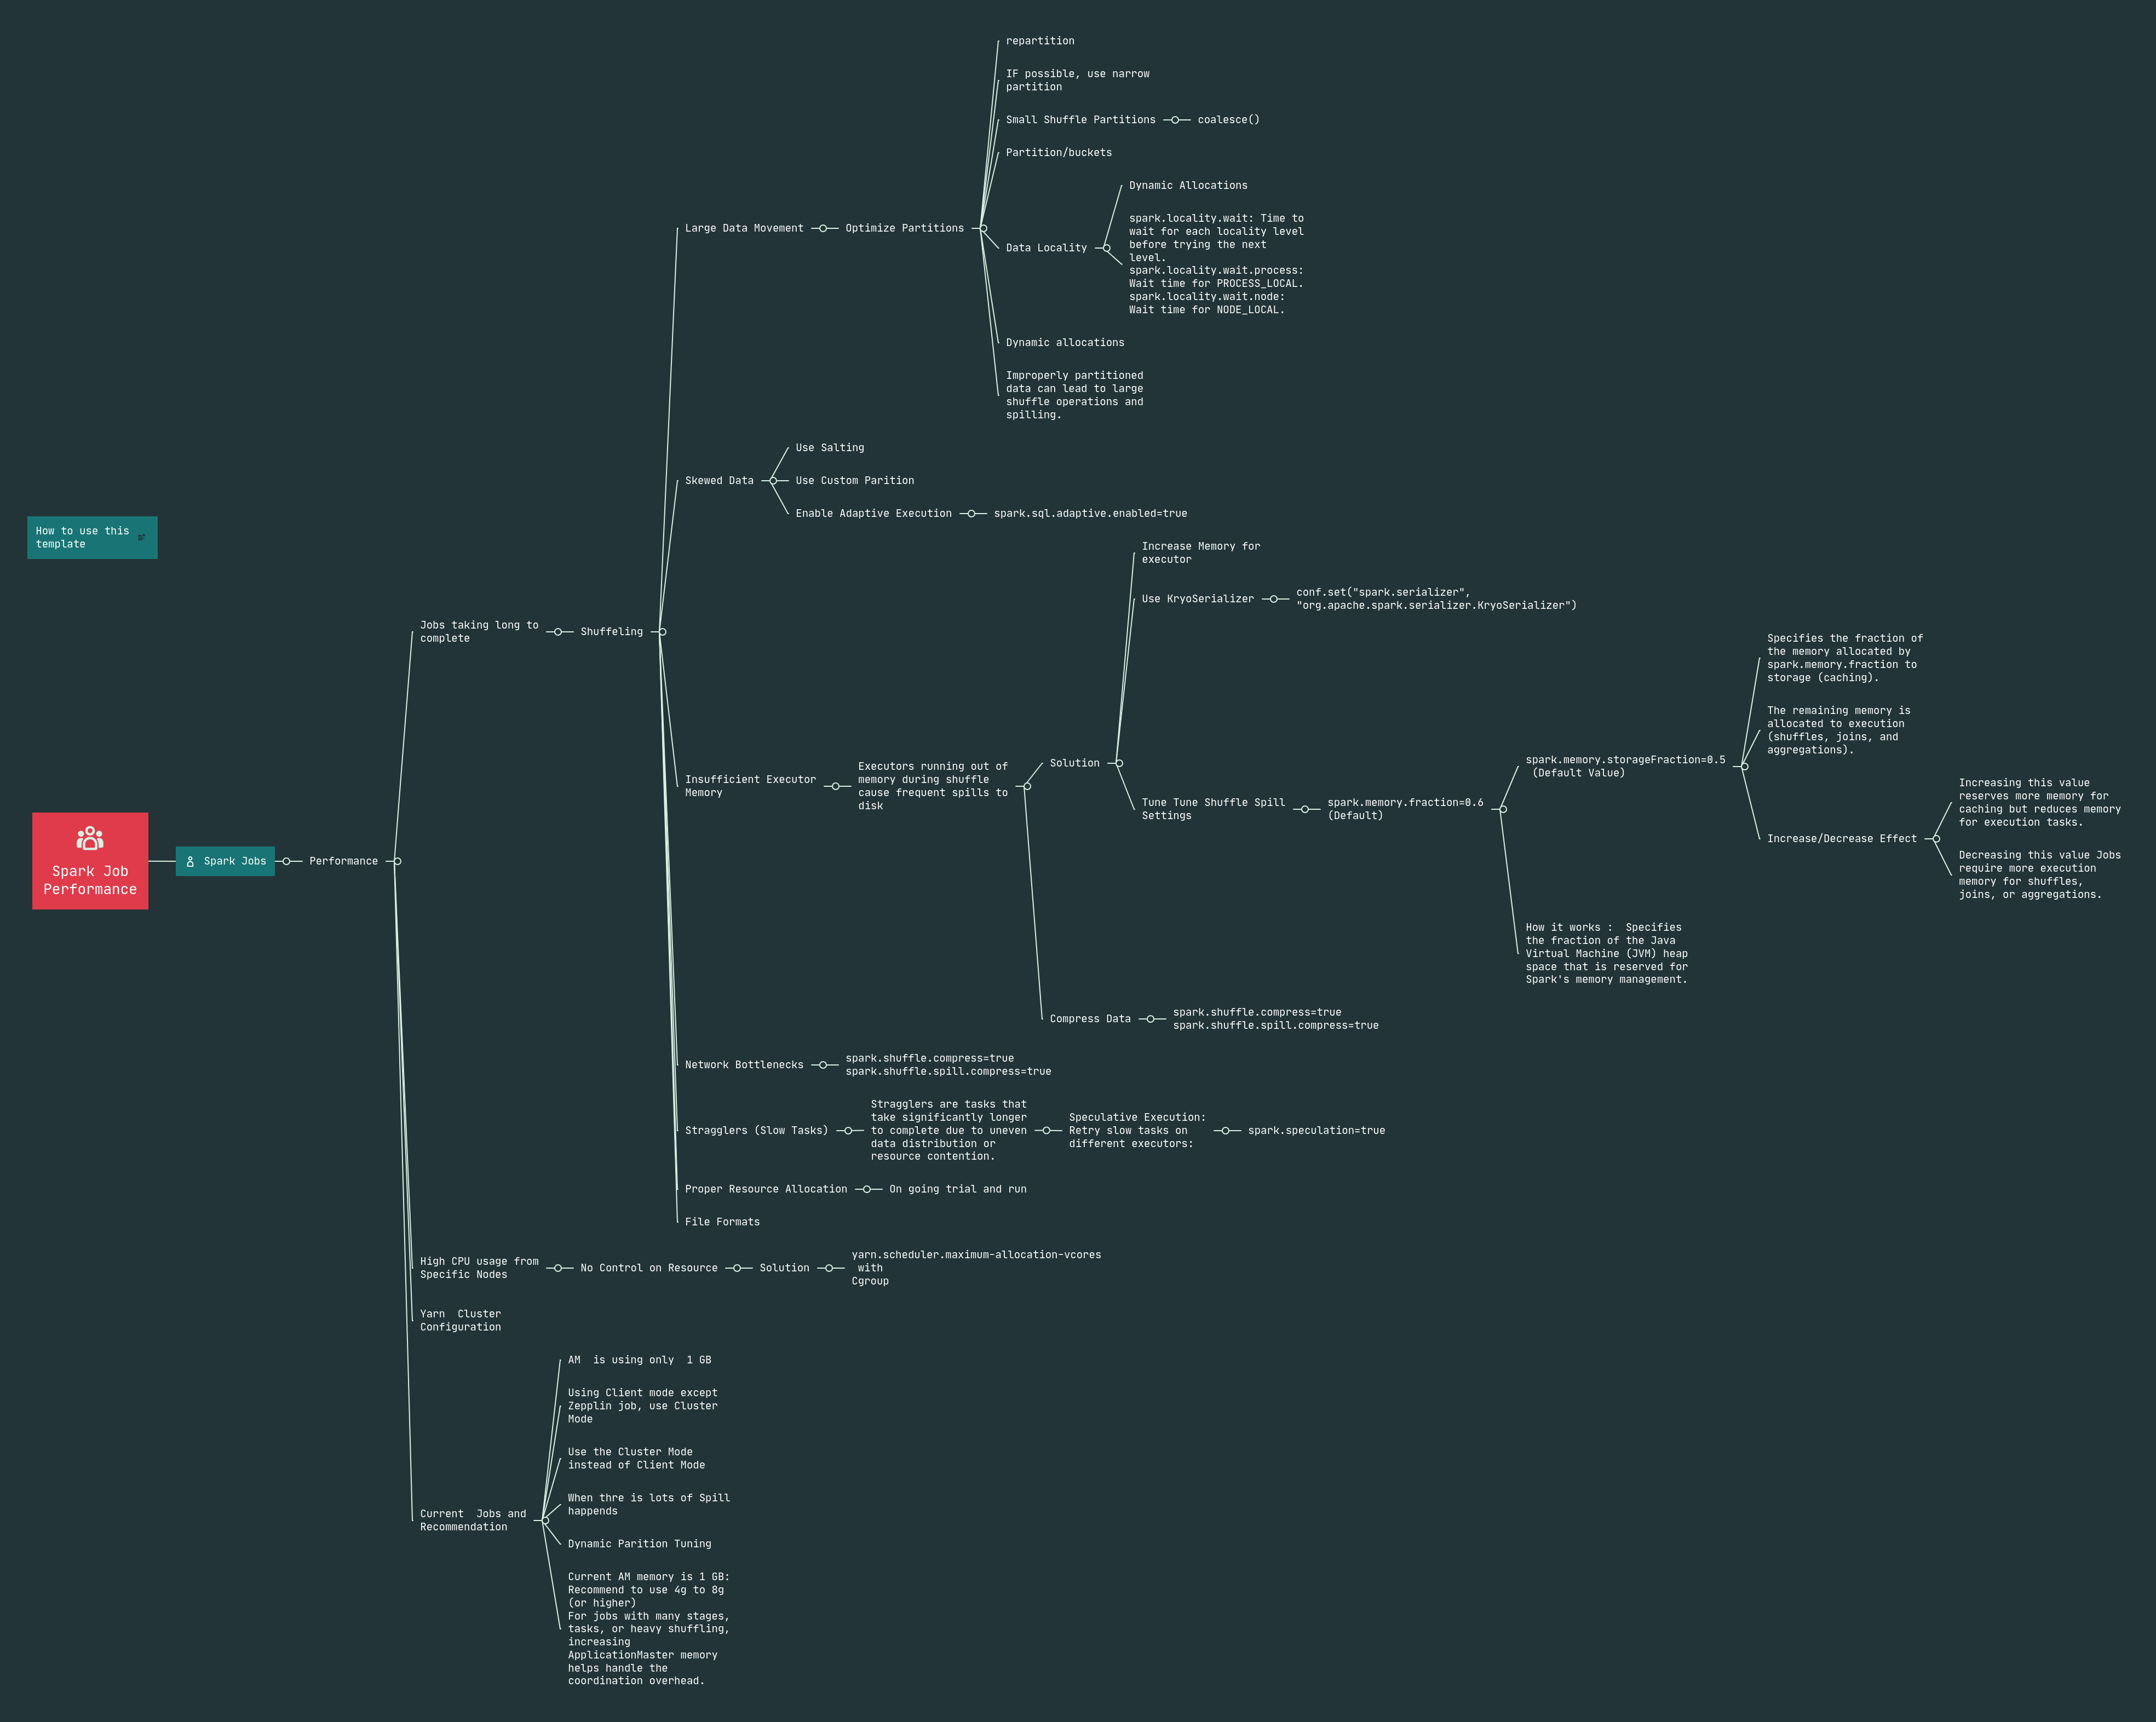 How to use this
template
Spark Job
Performance
Spark Jobs
Performance
Jobs taking long to
complete
Shuffeling
Large Data Movement
Optimize Partitions
repartition
IF possible, use narrow
partition
Small Shuffle Partitions
coalesce()
Partition/buckets
Data Locality
Dynamic Allocations
spark.locality.wait: Time to
wait for each locality level
before trying the next
level.
spark.locality.wait.process:
Wait time for PROCESS_LOCAL.
spark.locality.wait.node:
Wait time for NODE_LOCAL.
Dynamic allocations
Improperly partitioned
data can lead to large
shuffle operations and
spilling.
Skewed Data
Use Salting
Use Custom Parition
Enable Adaptive Execution
spark.sql.adaptive.enabled=true
Insufficient Executor
Memory
Executors running out of
memory during shuffle
cause frequent spills to
disk
Solution
Increase Memory for
executor
Use KryoSerializer
conf.set("spark.serializer",
"org.apache.spark.serializer.KryoSerializer")
Tune Tune Shuffle Spill
Settings
spark.memory.fraction=0.6
(Default)
spark.memory.storageFraction=0.5
(Default Value)
Specifies the fraction of
the memory allocated by
spark.memory.fraction to
storage (caching).
The remaining memory is
allocated to execution
(shuffles, joins, and
aggregations).
Increase/Decrease Effect
Increasing this value
reserves more memory for
caching but reduces memory
for execution tasks.
Decreasing this value Jobs
require more execution
memory for shuffles,
joins, or aggregations.
How it works :  Specifies
the fraction of the Java
Virtual Machine (JVM) heap
space that is reserved for
Spark's memory management.
Compress Data
spark.shuffle.compress=true
spark.shuffle.spill.compress=true
Network Bottlenecks
spark.shuffle.compress=true
spark.shuffle.spill.compress=true
Stragglers (Slow Tasks)
Stragglers are tasks that
take significantly longer
to complete due to uneven
data distribution or
resource contention.
Speculative Execution:
Retry slow tasks on
different executors:
spark.speculation=true
Proper Resource Allocation
On going trial and run
File Formats
High CPU usage from
Specific Nodes
No Control on Resource
Solution
yarn.scheduler.maximum-allocation-vcores
with
Cgroup
Yarn  Cluster
Configuration
Current  Jobs and
Recommendation
AM  is using only  1 GB
Using Client mode except
Zepplin job, use Cluster
Mode
Use the Cluster Mode
instead of Client Mode
When thre is lots of Spill
happends
Dynamic Parition Tuning
Current AM memory is 1 GB:
Recommend to use 4g to 8g
(or higher)
For jobs with many stages,
tasks, or heavy shuffling,
increasing
ApplicationMaster memory
helps handle the
coordination overhead.